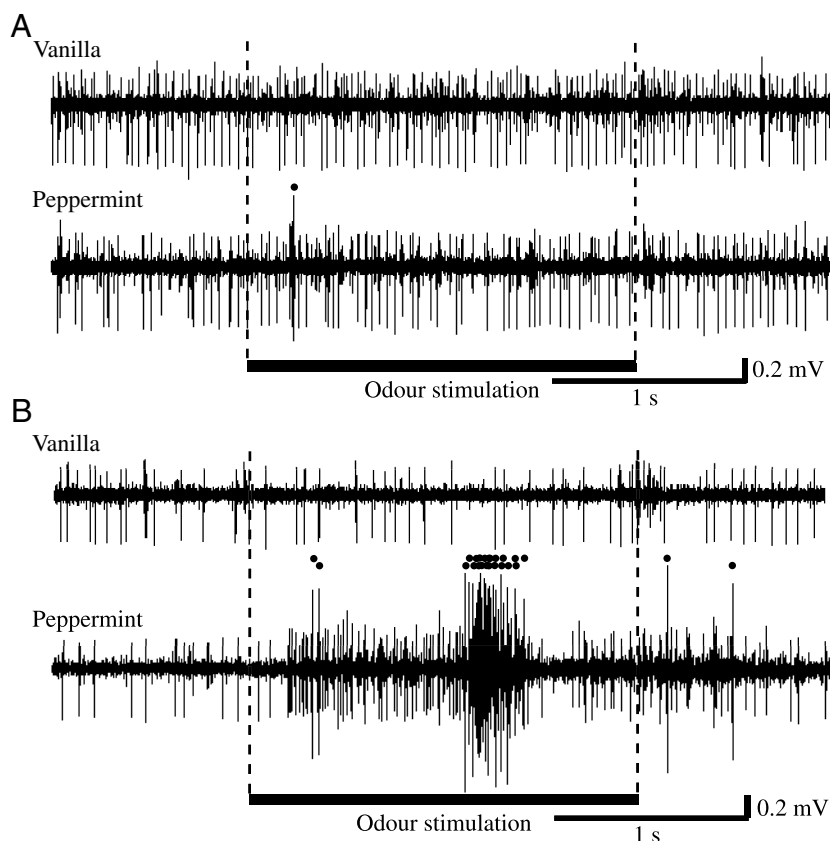 A
Vanilla
Peppermint
0.2 mV
Odour stimulation
1 s
B
Vanilla
Peppermint
0.2 mV
Odour stimulation
1 s